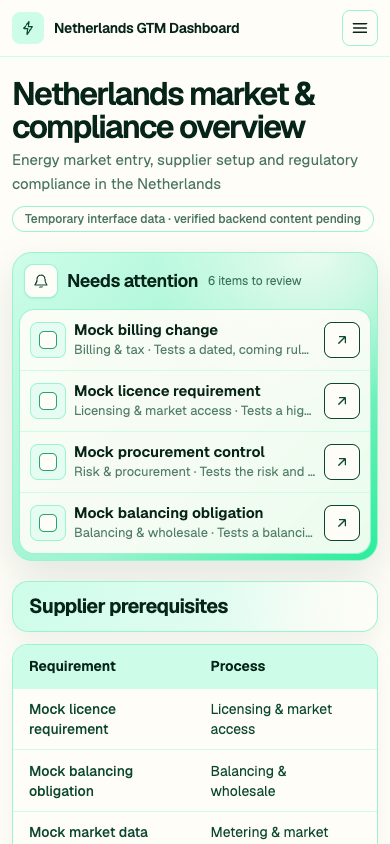 Netherlands GTM Dashboard
Netherlands market &
compliance overview
Energy market entry, supplier setup and regulatory
compliance in the Netherlands
Temporary interface data · verified backend content pending
Needs attention 6 items to review
Mock billing change
Billing & tax · Tests a dated, coming rul...
Mock licence requirement
Licensing & market access · Tests a hig...
Mock procurement control
Risk & procurement · Tests the risk and ...
Mock balancing obligation
Balancing & wholesale · Tests a balanci...
Supplier prerequisites
Requirement Process
Mock licence Licensing & market
requirement access
Mock balancing Balancing &
obligation wholesale
Mock market data Metering & market